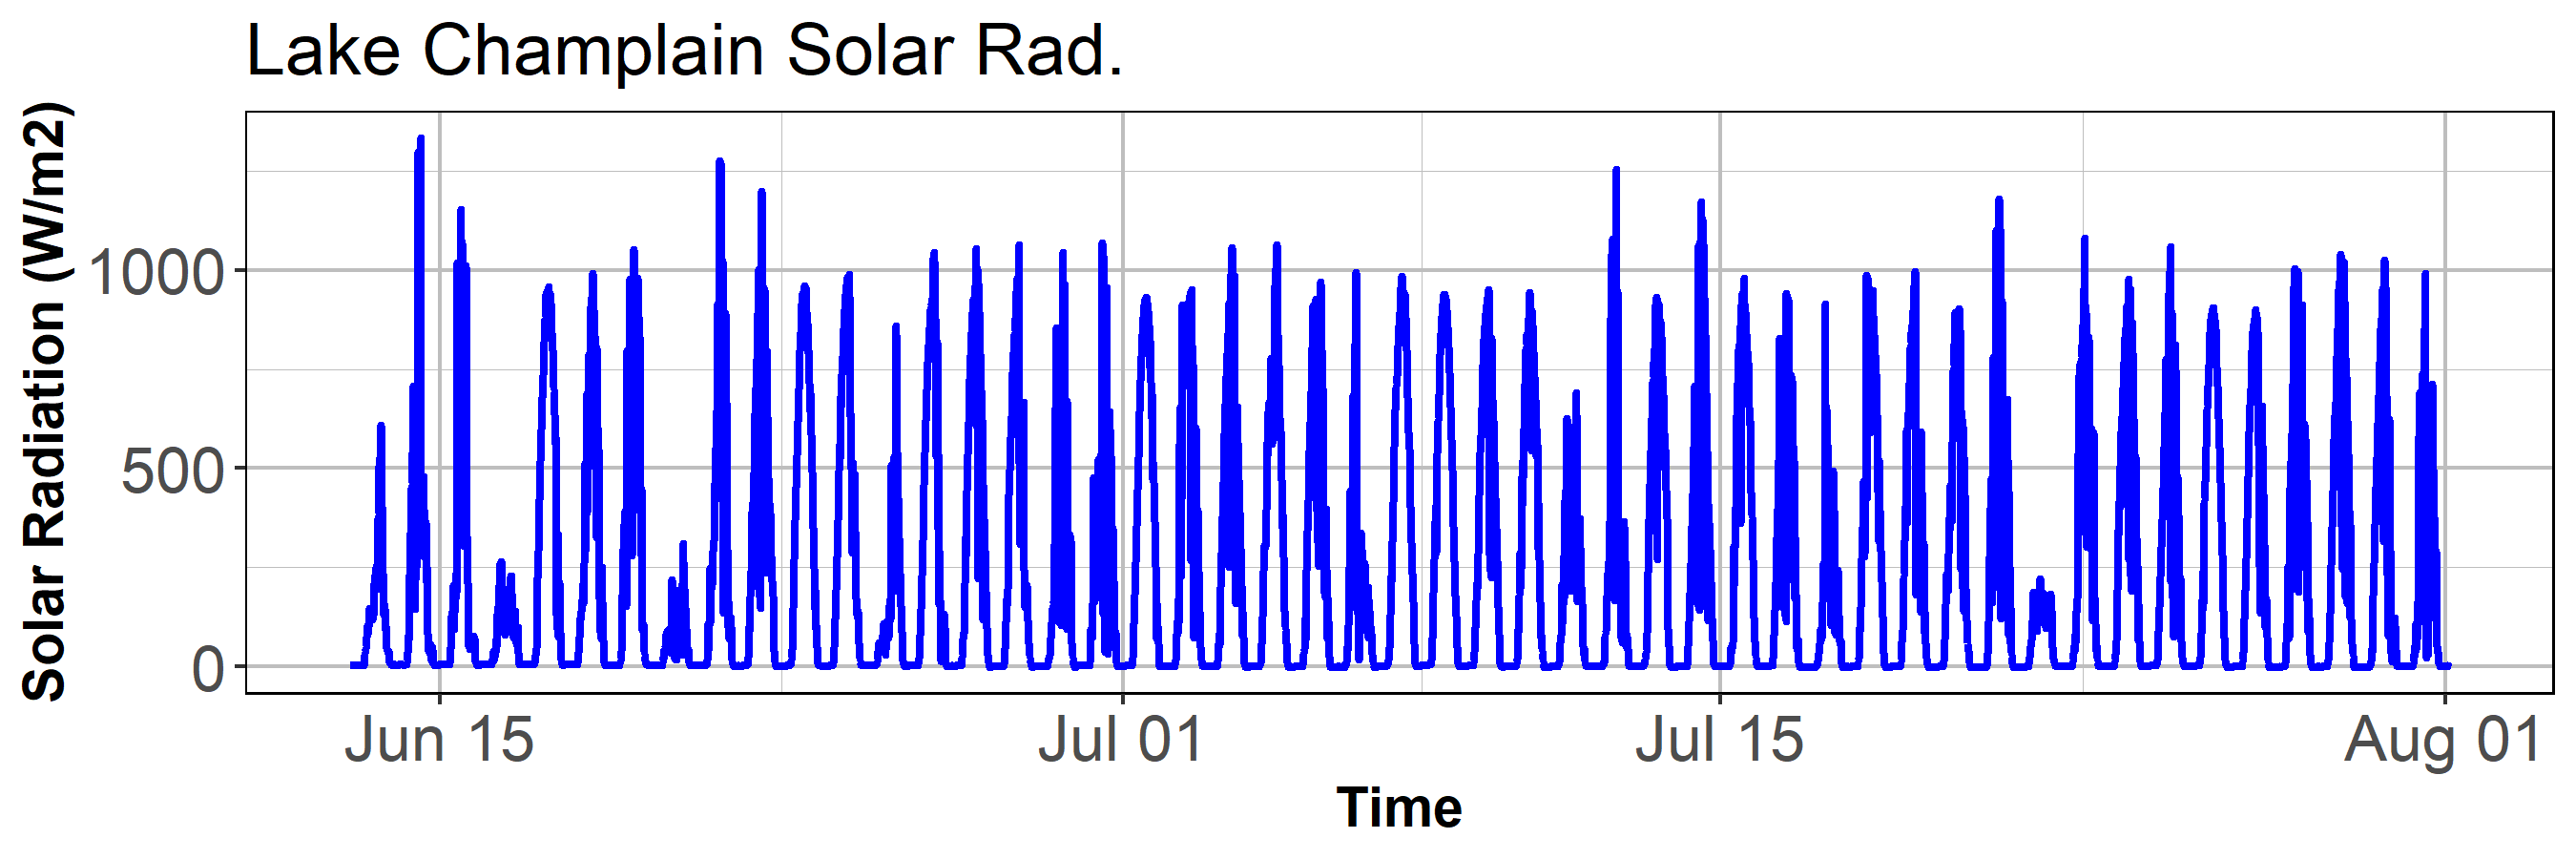 Lake Champlain Solar Rad.
Solar Radiation (W/m2)
1000
500
0
Jun 15 Jul 01 Jul 15 Aug 01
Time